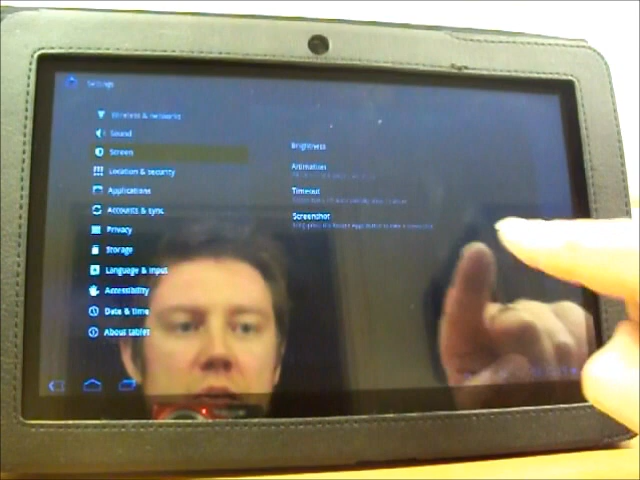 Settings
Wireless & networks
Sound
Screen
Location & security
Applications
Accounts & sync
Privacy
Storage
Language & input
Accessibility
Date & time
About tablet
Brightness
Animation
Timeout
Screenshot